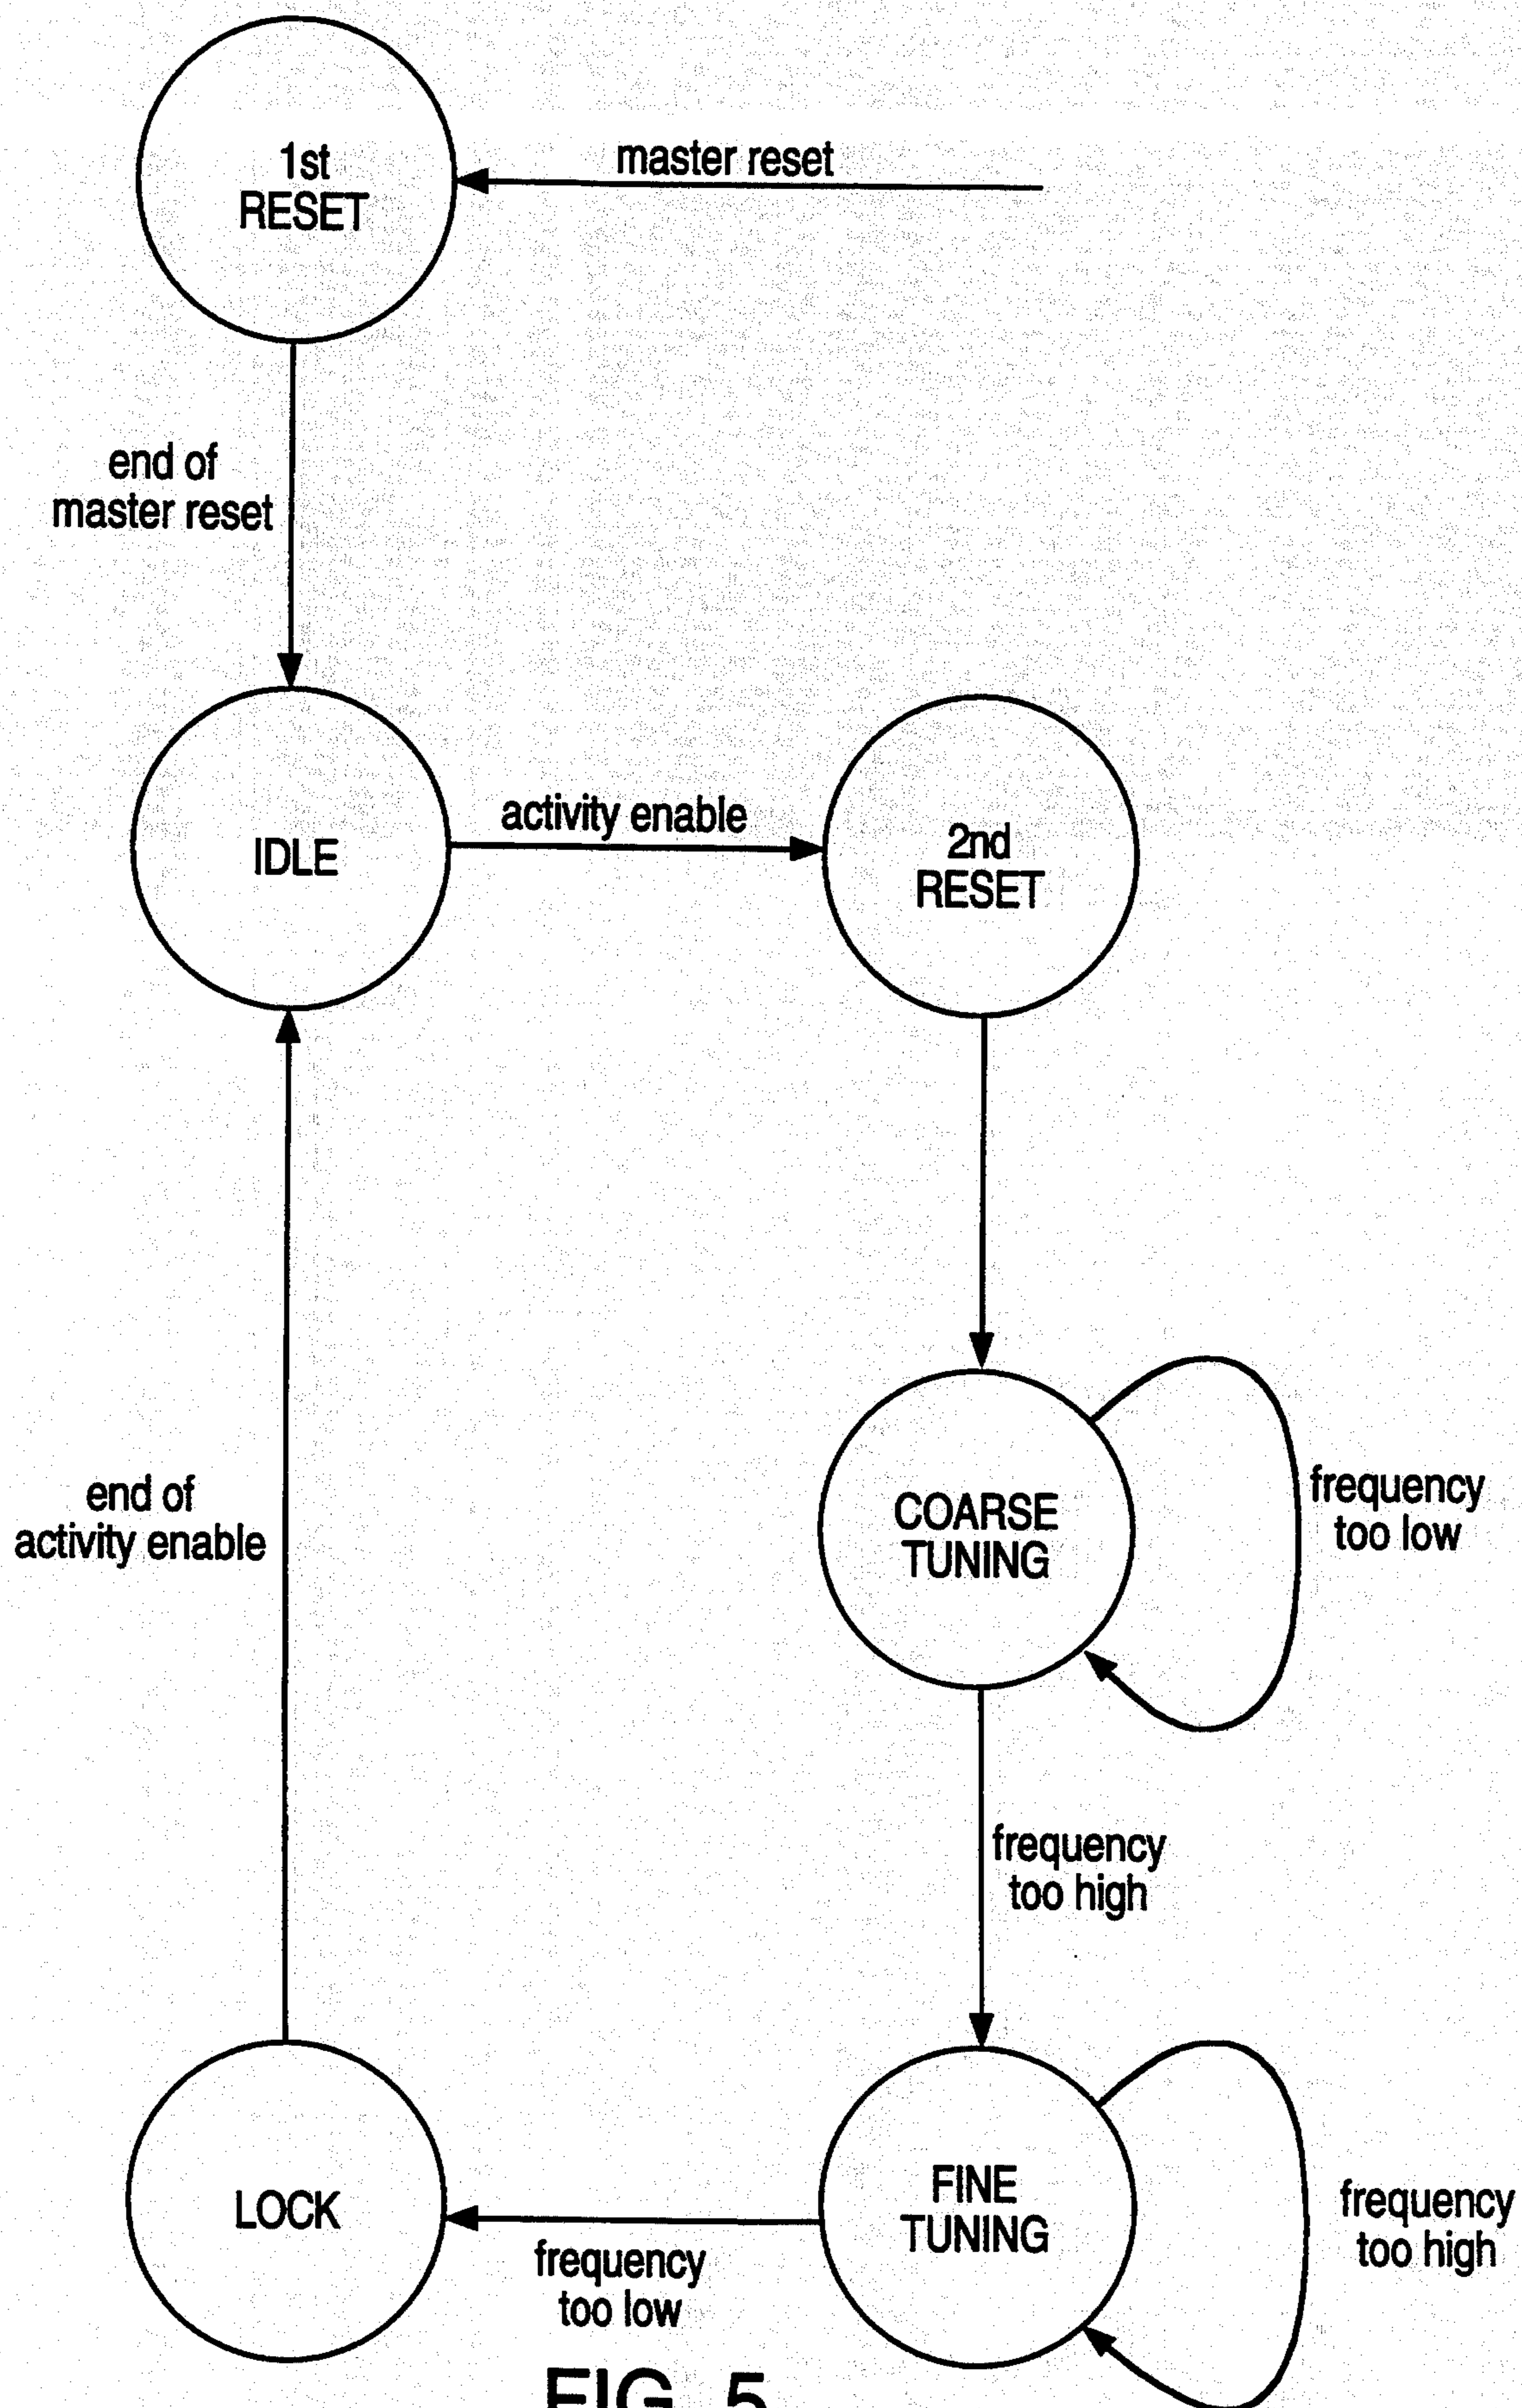 1st
RESET
master reset
end of
master reset
IDLE
activity enable
2nd
RESET
end of
activity enable
COARSE
TUNING
frequency
too low
frequency
too high
LOCK
frequency
too low
FINE
TUNING
frequency
too high
FIG. 5